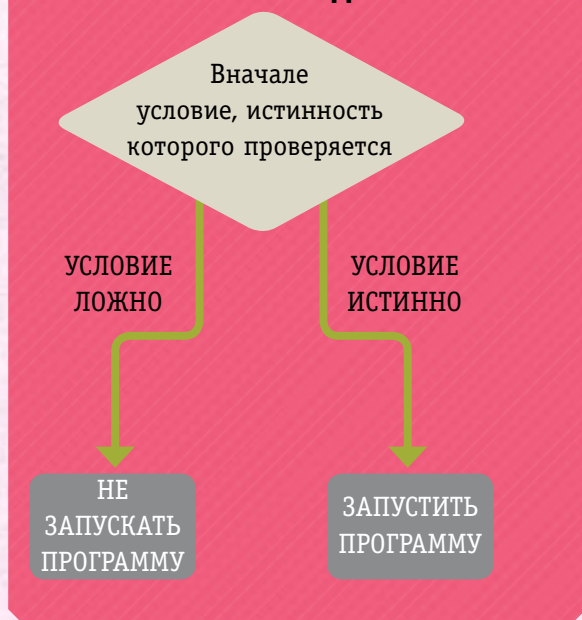 Вначале
условие, истинность
которого проверяется
УСЛОВИЕ
ЛОЖНО
УСЛОВИЕ
ИСТИННО
НЕ
ЗАПУСКАТЬ
ПРОГРАММУ
ЗАПУСТИТЬ
ПРОГРАММУ